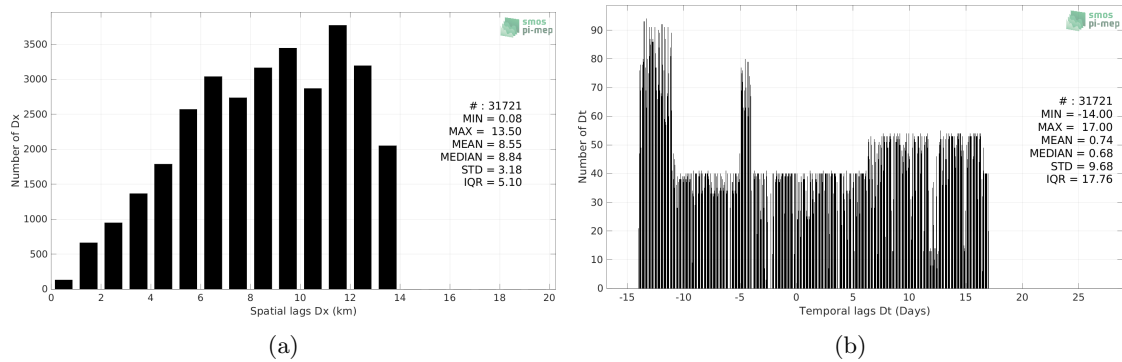 smos
pi-mep
3500
3000
2500
2000
1500
1000
500
0
Number of Dx
# : 31721
MIN = 0.08
MAX = 13.50
MEAN = 8.55
MEDIAN = 8.84
STD = 3.18
IQR = 5.10
0 2 4 6 8 10 12 14 16 18 20
Spatial lags Dx (km)
(a)
smos
pi-mep
90
80
70
60
50
40
30
20
10
0
Number of Dt
# : 31721
MIN = -14.00
MAX = 17.00
MEAN = 0.74
MEDIAN = 0.68
STD = 9.68
IQR = 17.76
-15 -10 -5 0 5 10 15 20 25
Temporal lags Dt (Days)
(b)